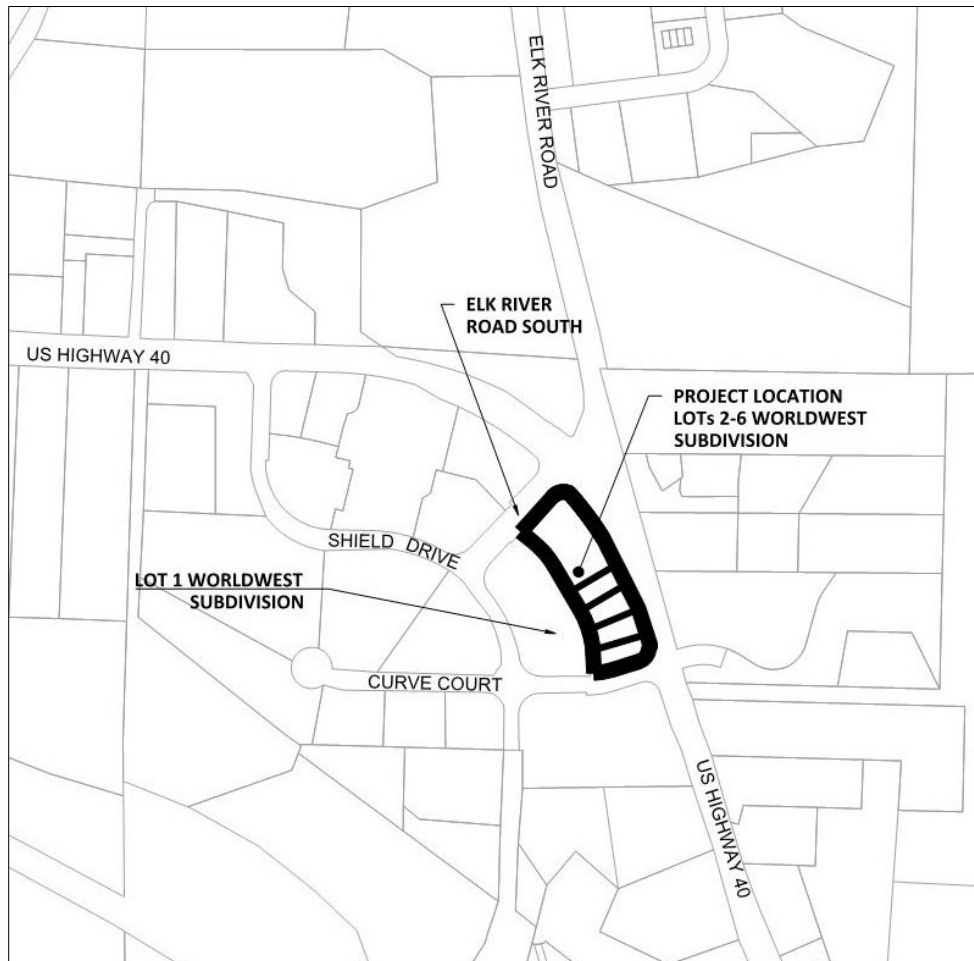 ELK RIVER ROAD
ELK RIVER
ROAD SOUTH
US HIGHWAY 40
PROJECT LOCATION
LOTs 2-6 WORLDWEST
SUBDIVISION
SHIELD DRIVE
LOT 1 WORLDWEST
SUBDIVISION
CURVE COURT
US HIGHWAY 40